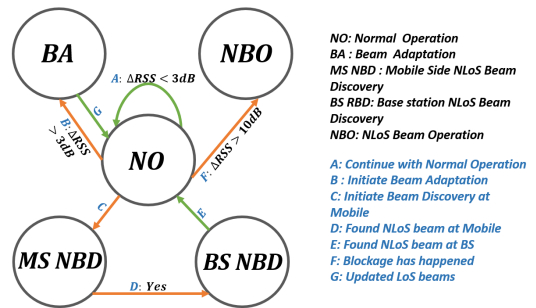 BA
NBO
A: ΔRSS < 3dB
G
B: ΔRSS
> 3dB
NO
F: ΔRSS > 10dB
C
E
MS NBD
BS NBD
D: Yes
NO: Normal Operation
BA : Beam Adaptation
MS NBD : Mobile Side NLoS Beam
Discovery
BS RBD: Base station NLoS Beam
Discovery
NBO: NLoS Beam Operation
A: Continue with Normal Operation
B : Initiate Beam Adaptation
C: Initiate Beam Discovery at
Mobile
D: Found NLoS beam at Mobile
E: Found NLoS beam at BS
F: Blockage has happened
G: Updated LoS beams